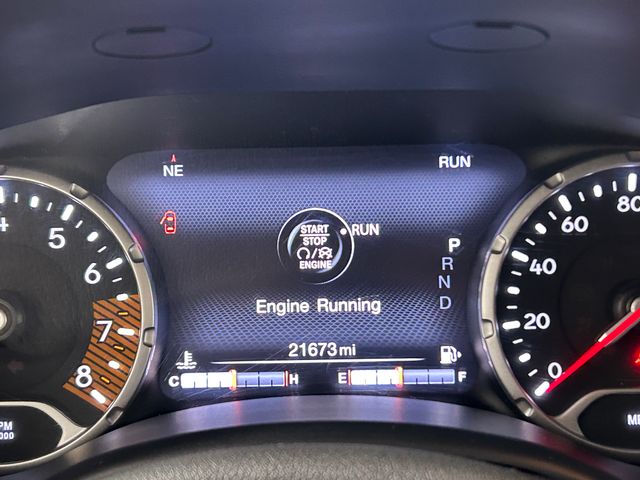 NE
RUN
START
STOP
ENGINE
RUN
P
R
N
D
Engine Running
21673 mi
C H
E F
4
5
6
7
8
000
0
20
40
60
80